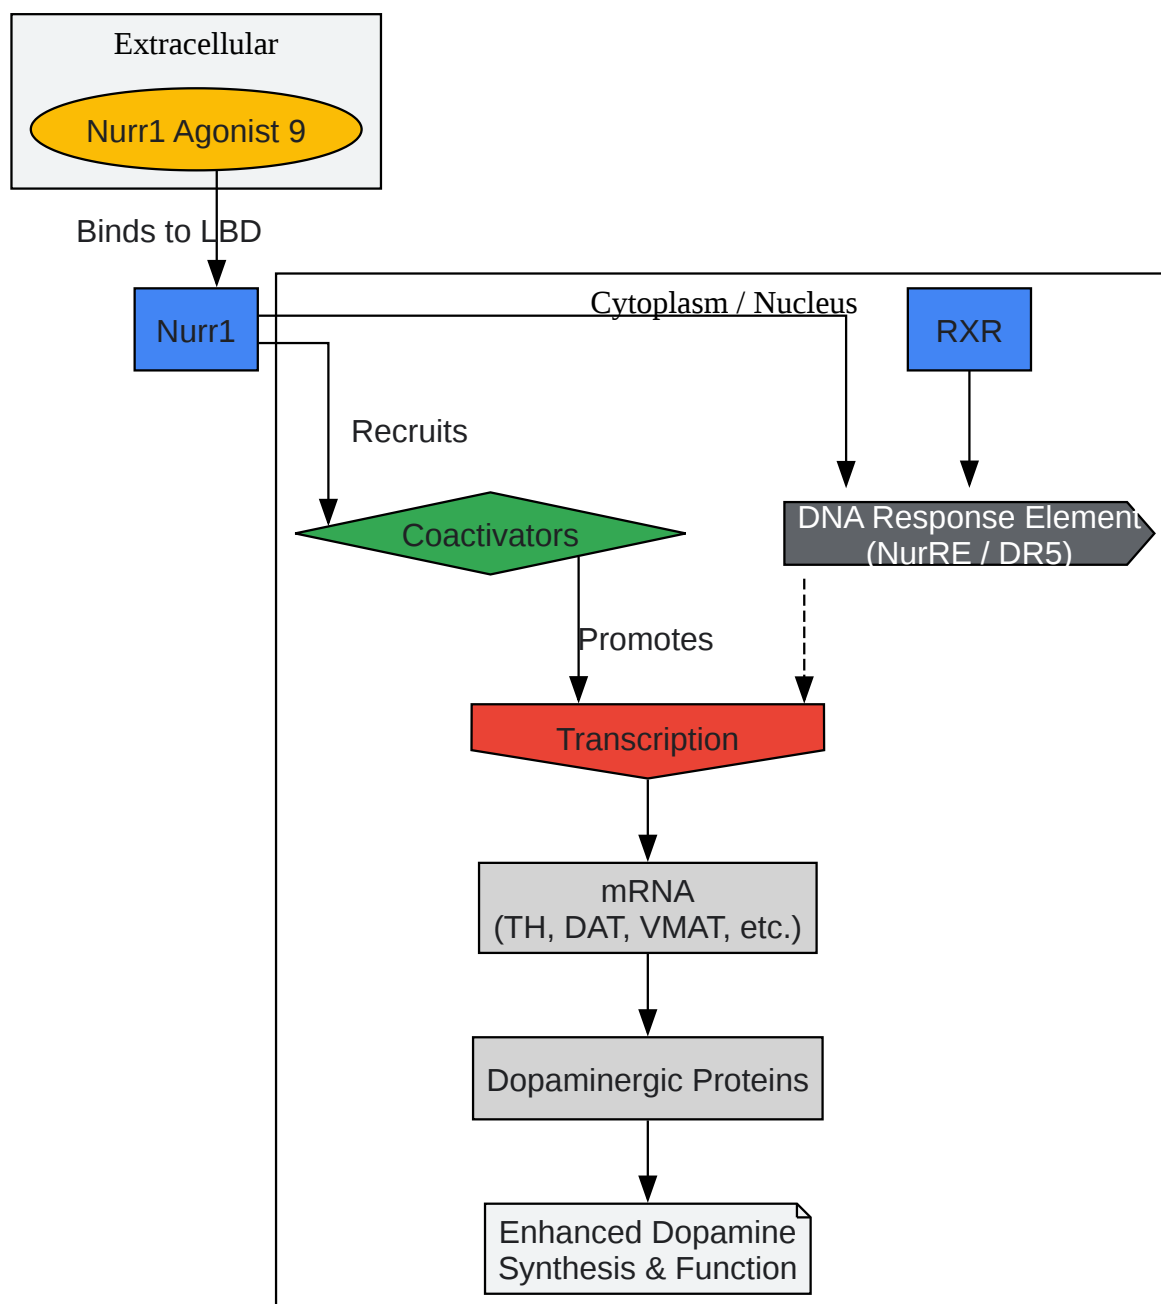 Extracellular
Nurr1 Agonist 9
Binds to LBD
Cytoplasm / Nucleus
Nurr1
RXR
Recruits
Coactivators
DNA Response Element
(NurRE / DR5)
Promotes
Transcription
mRNA
(TH, DAT, VMAT, etc.)
Dopaminergic Proteins
Enhanced Dopamine
Synthesis & Function